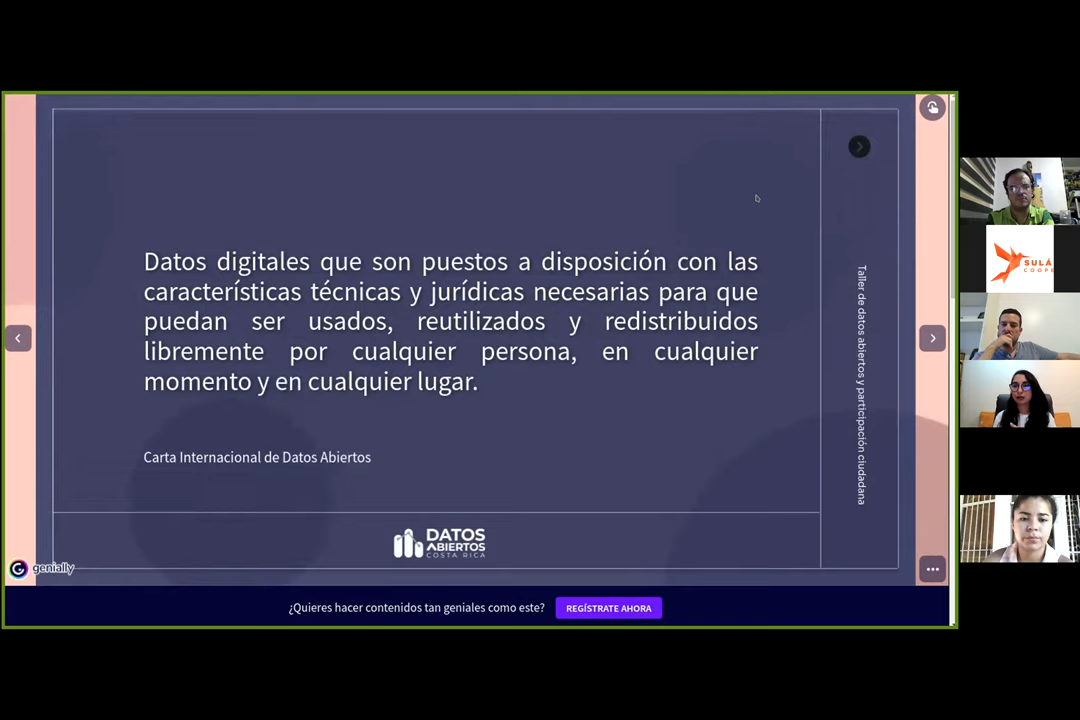 Datos digitales que son puestos a disposición con las
características técnicas y jurídicas necesarias para que
puedan ser usados, reutilizados y redistribuidos
libremente por cualquier persona, en cualquier
momento y en cualquier lugar.
Carta Internacional de Datos Abiertos
Taller de datos abiertos y participación ciudadana
DATOS
ABIERTOS
COSTA RICA
genially
¿Quieres hacer contenidos tan geniales como este?
REGÍSTRATE AHORA
SULÁ
COOPE